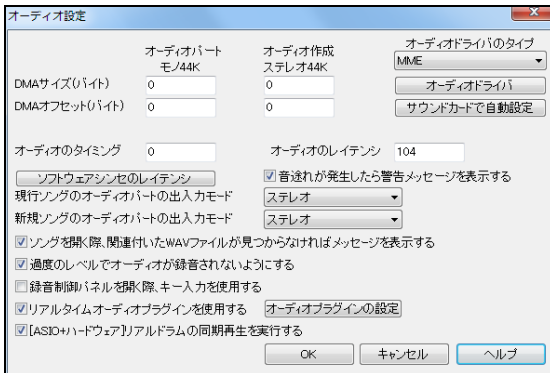 オーディオ設定
オーディオパート
モノ44K
オーディオ作成
ステレオ44K
オーディオドライバのタイプ
MME
DMAサイズ(バイト) 0 0
オーディオドライバ
DMAオフセット(バイト) 0 0
サウンドカードで自動設定
オーディオのタイミング 0
オーディオのレイテンシ 104
ソフトウェアシンセのレイテンシ
音途れが発生したら警告メッセージを表示する
現行ソングのオーディオパートの出入力モード ステレオ
新規ソングのオーディオパートの出入力モード ステレオ
ソングを開く際、関連付いたWAVファイルが見つからなければメッセージを表示する
過度のレベルでオーディオが録音されないようにする
録音制御パネルを開く際、キー入力を使用する
リアルタイムオーディオプラグインを使用する オーディオプラグインの設定
[ASIO+ハードウェア]リアルドラムの同期再生を実行する
OK キャンセル ヘルプ